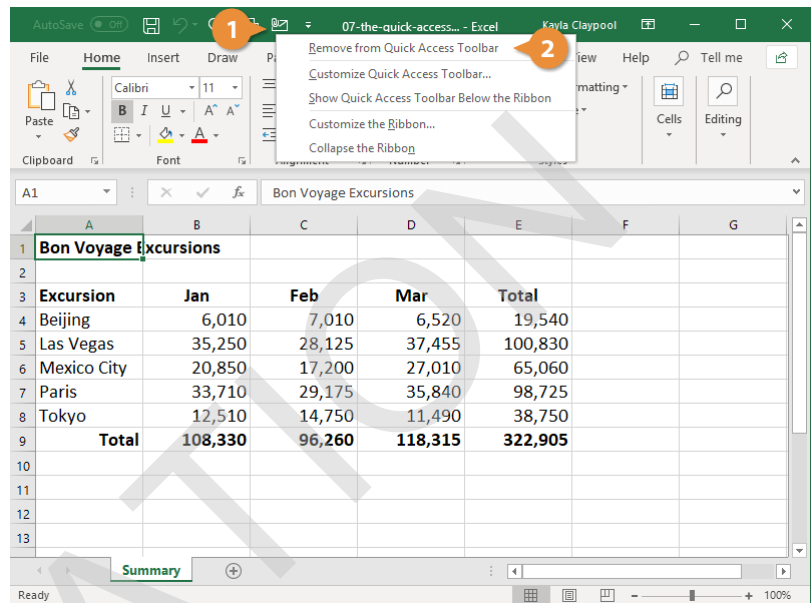 AutoSave Off 07-the-quick-access... - Excel Kayla Claypool
1
Remove from Quick Access Toolbar
2
Customize Quick Access Toolbar...
Show Quick Access Toolbar Below the Ribbon
Customize the Ribbon...
Collapse the Ribbon
File Home Insert Draw Help Tell me
Paste
Calibri 11
B I U A A
A
Cells Editing
Clipboard Font Alignment Number Styles
A1 fx Bon Voyage Excursions
A B C D E F G
1 Bon Voyage Excursions
2
3 Excursion Jan Feb Mar Total
4 Beijing 6,010 7,010 6,520 19,540
5 Las Vegas 35,250 28,125 37,455 100,830
6 Mexico City 20,850 17,200 27,010 65,060
7 Paris 33,710 29,175 35,840 98,725
8 Tokyo 12,510 14,750 11,490 38,750
9 Total 108,330 96,260 118,315 322,905
10
11
12
13
Summary
Ready 100%